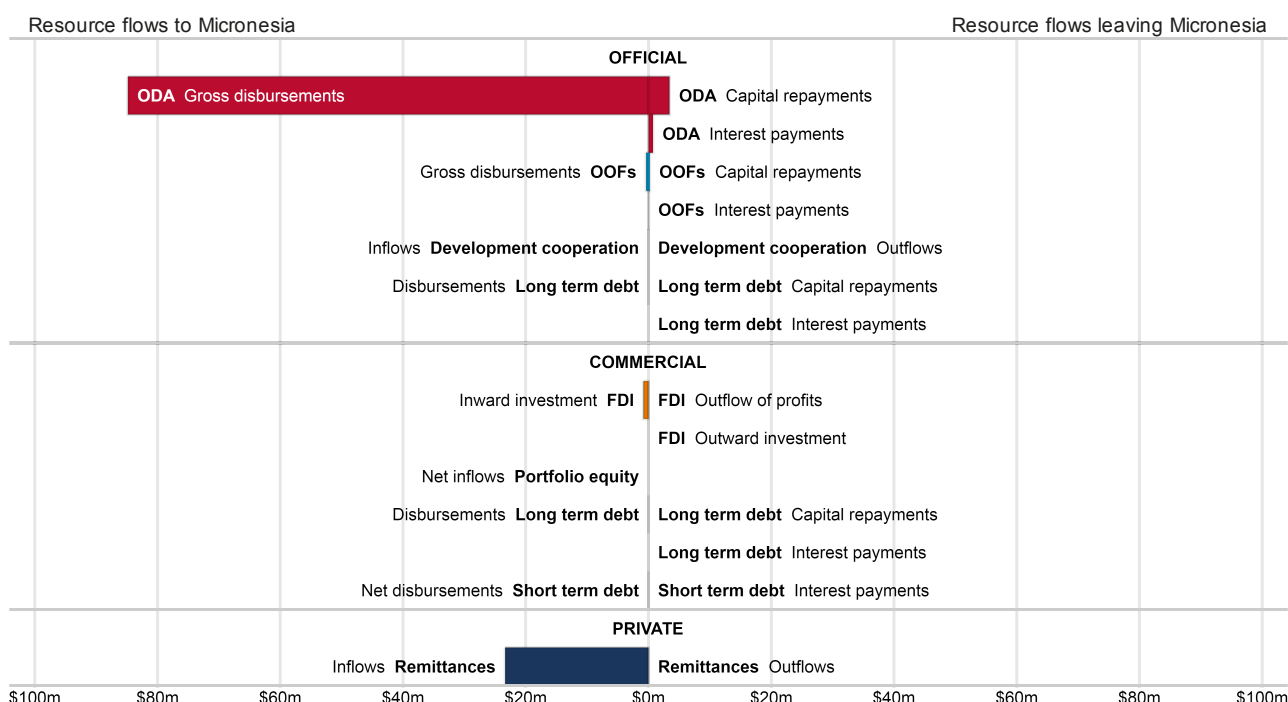 Resource flows to Micronesia Resource flows leaving Micronesia
OFFICIAL
ODA Gross disbursements ODA Capital repayments
ODA Interest payments
Gross disbursements OOFs OOFs Capital repayments
OOFs Interest payments
Inflows Development cooperation Development cooperation Outflows
Disbursements Long term debt Long term debt Capital repayments
Long term debt Interest payments
COMMERCIAL
Inward investment FDI FDI Outflow of profits
FDI Outward investment
Net inflows Portfolio equity
Disbursements Long term debt Long term debt Capital repayments
Long term debt Interest payments
Net disbursements Short term debt Short term debt Interest payments
PRIVATE
Inflows Remittances Remittances Outflows
$100m $80m $60m $40m $20m $0m $20m $40m $60m $80m $100m